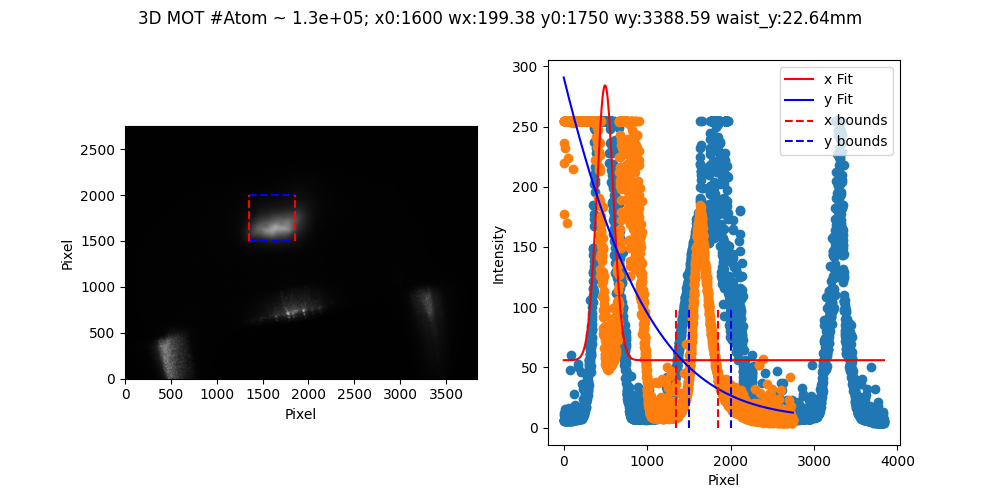 3D MOT #Atom ~ 1.3e+05; x0:1600 wx:199.38 y0:1750 wy:3388.59 waist_y:22.64mm
2500
2000
1500
1000
500
0
Pixel
0 500 1000 1500 2000 2500 3000 3500
Pixel
300
250
200
150
100
50
0
Intensity
x Fit
y Fit
x bounds
y bounds
0 1000 2000 3000 4000
Pixel